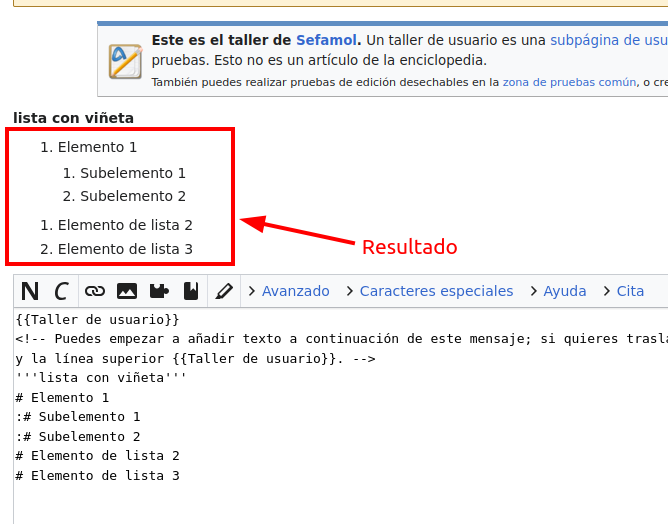 Este es el taller de Sefamol. Un taller de usuario es una subpágina de usu
pruebas. Esto no es un artículo de la enciclopedia.
También puedes realizar pruebas de edición desechables en la zona de pruebas común, o cre
lista con viñeta
1. Elemento 1
1. Subelemento 1
2. Subelemento 2
1. Elemento de lista 2
2. Elemento de lista 3
Resultado
N C Avanzado Caracteres especiales Ayuda Cita
{{Taller de usuario}}
<!-- Puedes empezar a añadir texto a continuación de este mensaje; si quieres trasla
y la línea superior {{Taller de usuario}}. -->
'''lista con viñeta'''
# Elemento 1
:# Subelemento 1
:# Subelemento 2
# Elemento de lista 2
# Elemento de lista 3